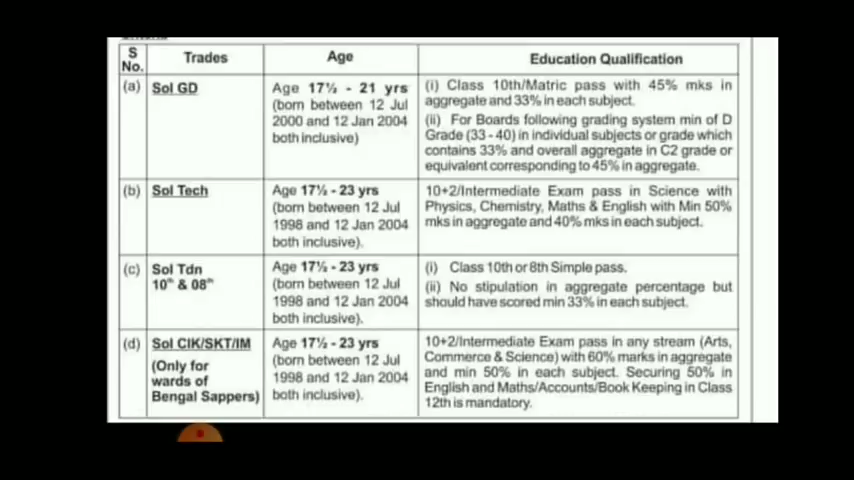 S No. Trades Age Education Qualification
(a) Sol GD
Age 17½ - 21 yrs
(born between 12 Jul
2000 and 12 Jan 2004
both inclusive)
(i) Class 10th/Matric pass with 45% mks in
aggregate and 33% in each subject.
(ii) For Boards following grading system min of D
Grade (33 - 40) in individual subjects or grade which
contains 33% and overall aggregate in C2 grade or
equivalent corresponding to 45% in aggregate.
(b) Sol Tech
Age 17½ - 23 yrs
(born between 12 Jul
1998 and 12 Jan 2004
both inclusive).
10+2/Intermediate Exam pass in Science with
Physics, Chemistry, Maths & English with Min 50%
mks in aggregate and 40% mks in each subject.
(c) Sol Tdn
10th & 08th
Age 17½ - 23 yrs
(born between 12 Jul
1998 and 12 Jan 2004
both inclusive).
(i) Class 10th or 8th Simple pass.
(ii) No stipulation in aggregate percentage but
should have scored min 33% in each subject.
(d) Sol ClK/SKT/IM
(Only for
wards of
Bengal Sappers)
Age 17½ - 23 yrs
(born between 12 Jul
1998 and 12 Jan 2004
both inclusive).
10+2/Intermediate Exam pass in any stream (Arts,
Commerce & Science) with 60% marks in aggregate
and min 50% in each subject. Securing 50% in
English and Maths/Accounts/Book Keeping in Class
12th is mandatory.